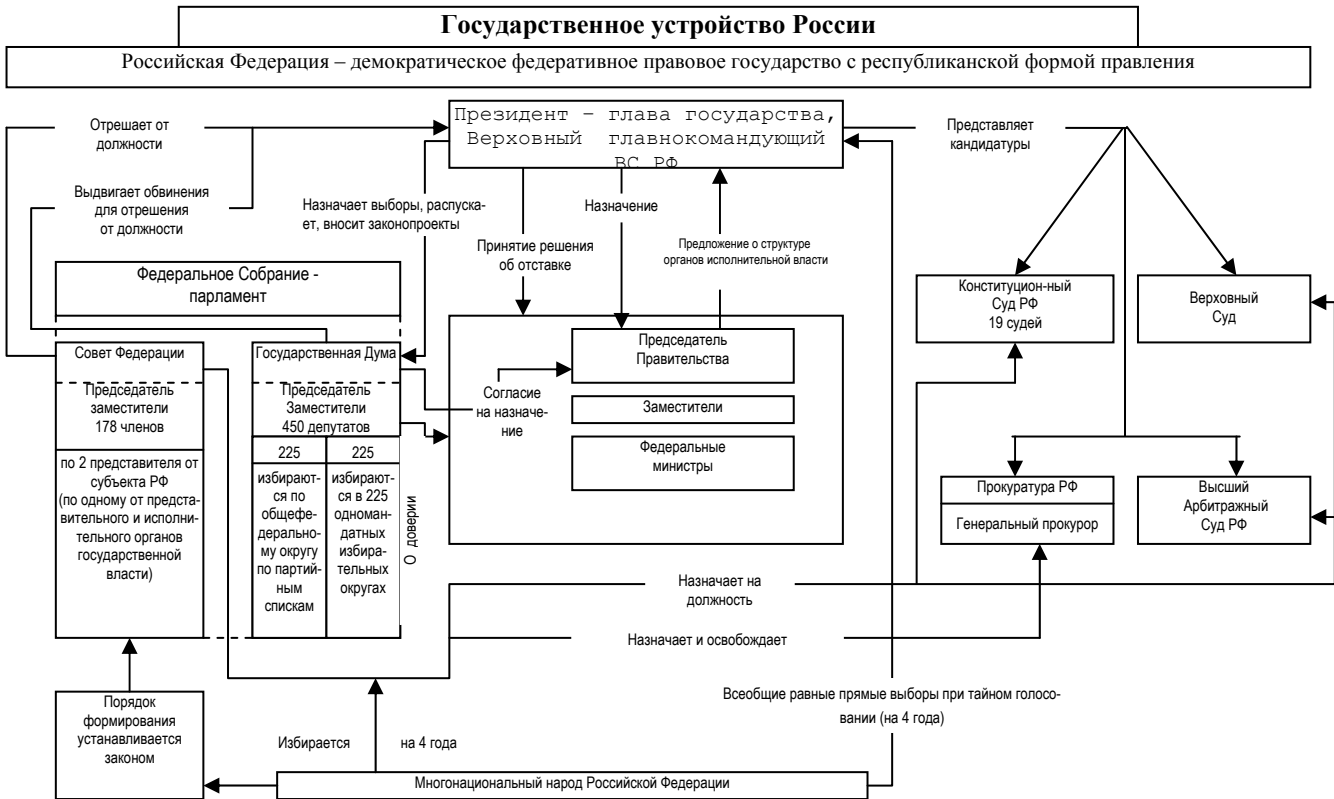 Государственное устройство России
Российская Федерация – демократическое федеративное правовое государство с республиканской формой правления
Отрешает от
должности
Президент – глава государства,
Верховный главнокомандующий
ВС РФ
Представляет
кандидатуры
Выдвигает обвинения
для отрешения
от должности
Назначает выборы, распуска-
ет, вносит законопроекты
Назначение
Принятие решения
об отставке
Предложение о структуре
органов исполнительной власти
Федеральное Собрание -
парламент
Конституцион-ный
Суд РФ
19 судей
Верховный
Суд
Совет Федерации
Председатель
заместители
178 членов
по 2 представителя от
субъекта РФ
(по одному от предста-
вительного и исполни-
тельного органов
государственной
власти)
Государственная Дума
Председатель
Заместители
450 депутатов
225
избирают-
ся по
общефе-
дерально-
му округу
по партий-
ным
спискам
225
избирают-
ся в 225
одноман-
датных
избира-
тельных
округах
О доверии
Согласие
на назначе-
ние
Председатель
Правительства
Заместители
Федеральные
министры
Прокуратура РФ
Генеральный прокурор
Высший
Арбитражный
Суд РФ
Назначает на
должность
Назначает и освобождает
Порядок
формирования
устанавливается
законом
Избирается на 4 года
Всеобщие равные прямые выборы при тайном голосо-
вании (на 4 года)
Многонациональный народ Российской Федерации